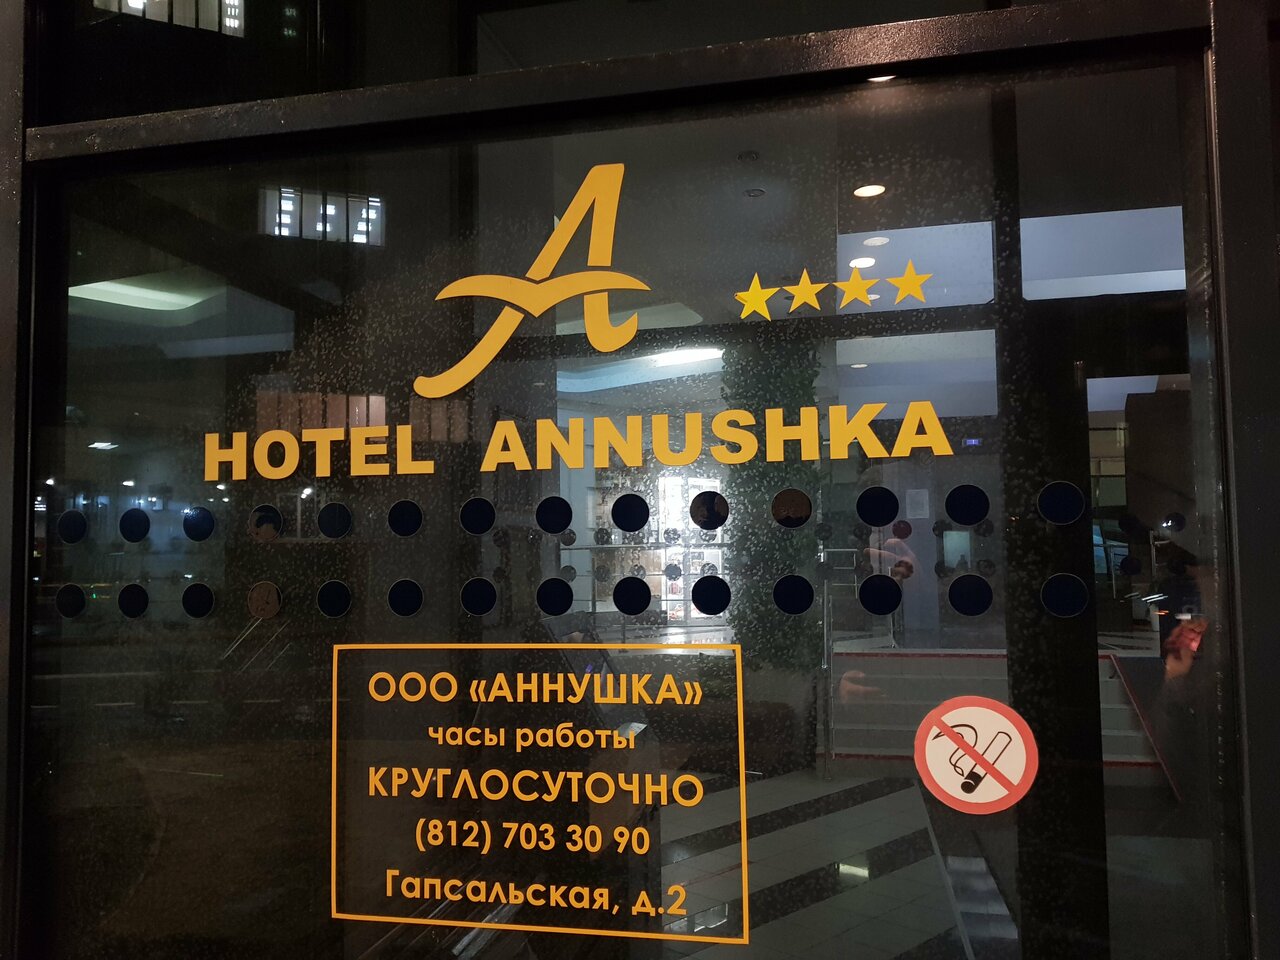 HOTEL ANNUSHKA
ООО «АННУШКА»
часы работы
КРУГЛОСУТОЧНО
(812) 703 30 90
Гапсальская, д.2